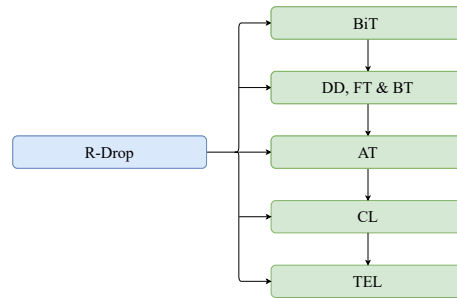 BiT
DD, FT & BT
R-Drop
AT
CL
TEL